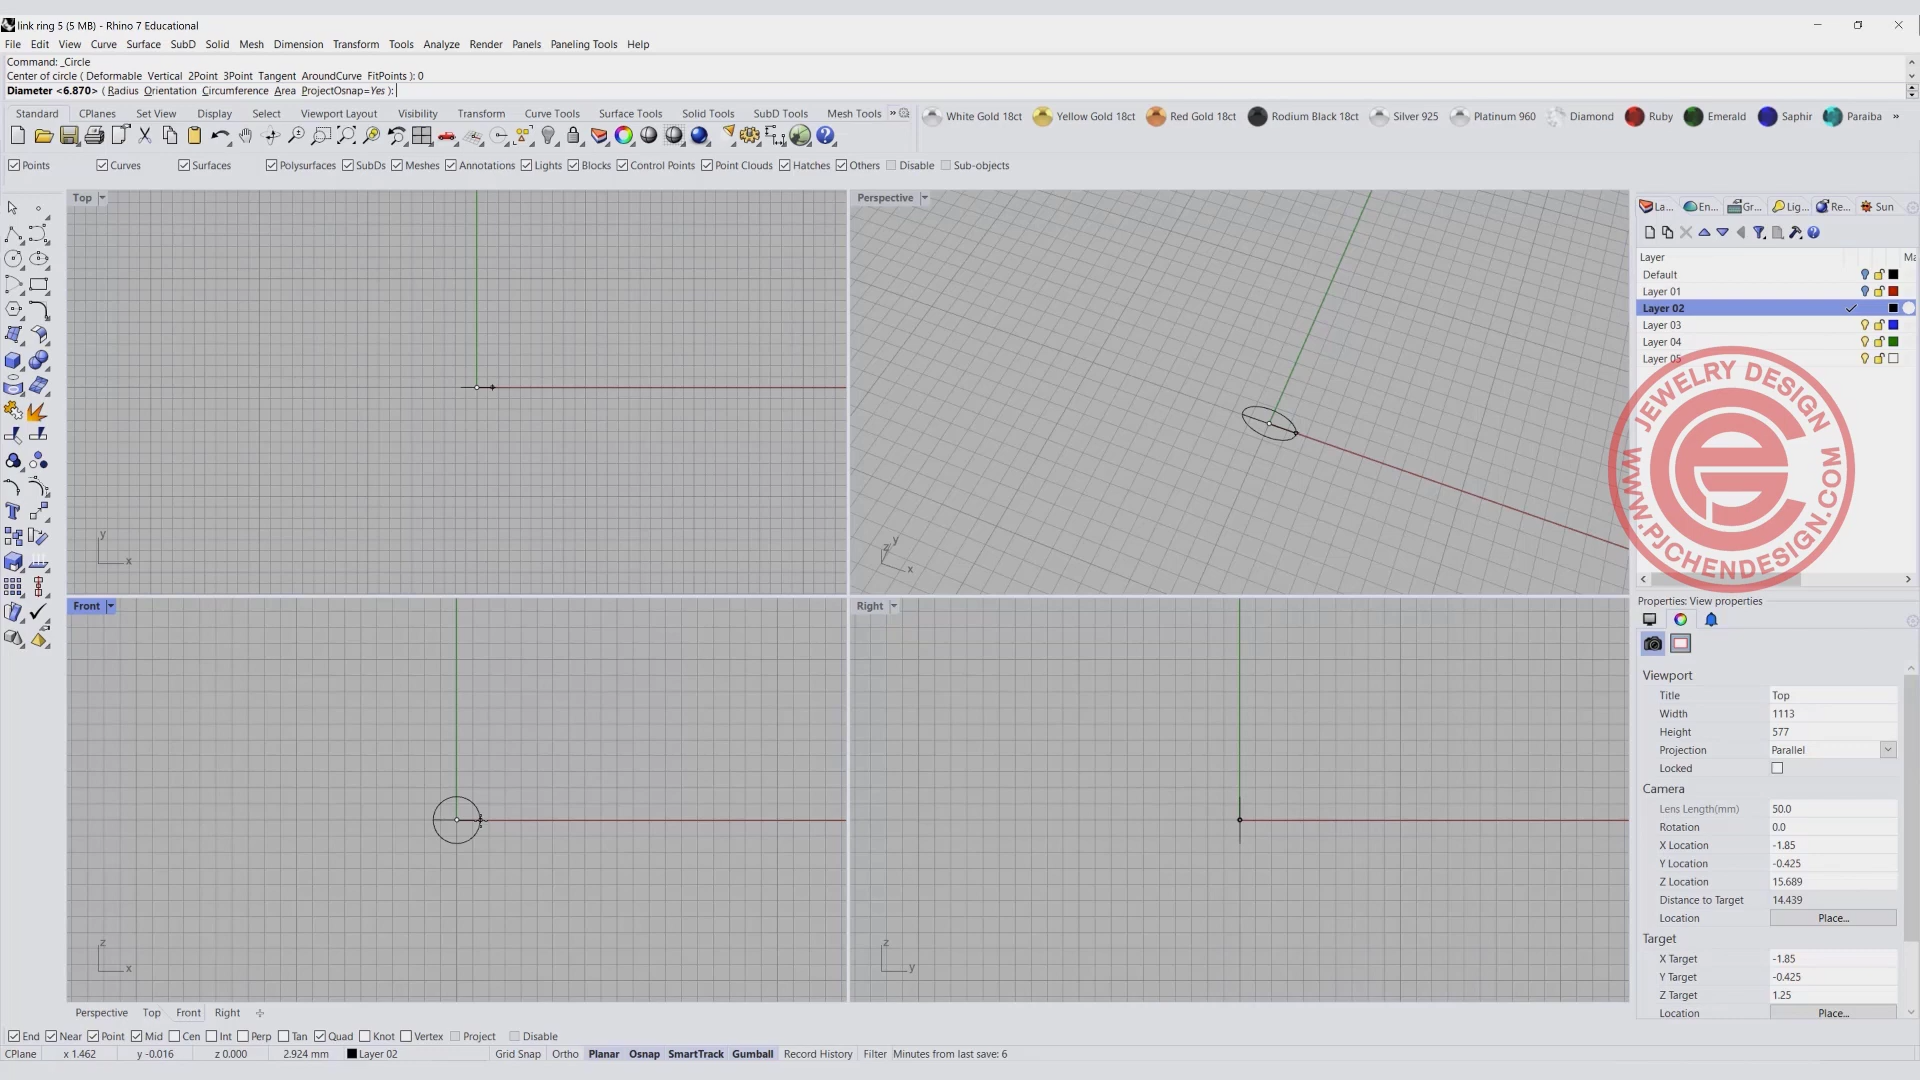 link ring 5 (5 MB) - Rhino 7 Educational
File Edit View Curve Surface SubD Solid Mesh Dimension Transform Tools Analyze Render Panels Paneling Tools Help
Command: _Circle
Center of circle ( Deformable Vertical 2Point 3Point Tangent AroundCurve FitPoints ): 0
Diameter <6.870> ( Radius Orientation Circumference Area ProjectOsnap=Yes ):
Standard CPlanes Set View Display Select Viewport Layout Visibility Transform Curve Tools Surface Tools Solid Tools SubD Tools Mesh Tools »
White Gold 18ct Yellow Gold 18ct Red Gold 18ct Rodium Black 18ct Silver 925 Platinum 960 Diamond Ruby Emerald Saphir Paraiba »
Points Curves Surfaces Polysurfaces SubDs Meshes Annotations Lights Blocks Control Points Point Clouds Hatches Others Disable Sub-objects
Top
y
x
Perspective
z
y
x
Front
z
x
Right
z
y
La... En... Gr... Lig... Re... Sun
Layer Ma
Default
Layer 01
Layer 02
Layer 03
Layer 04
Layer 05
JEWELRY DESIGN
WWW.PJCHENDESIGN.COM
Properties: View properties
Viewport
Title Top
Width 1113
Height 577
Projection Parallel
Locked
Camera
Lens Length(mm) 50.0
Rotation 0.0
X Location -1.85
Y Location -0.425
Z Location 15.689
Distance to Target 14.439
Location Place...
Target
X Target -1.85
Y Target -0.425
Z Target 1.25
Location Place...
Perspective Top Front Right
End Near Point Mid Cen Int Perp Tan Quad Knot Vertex Project Disable
CPlane x 1.462 y -0.016 z 0.000 2.924 mm Layer 02 Grid Snap Ortho Planar Osnap SmartTrack Gumball Record History Filter Minutes from last save: 6